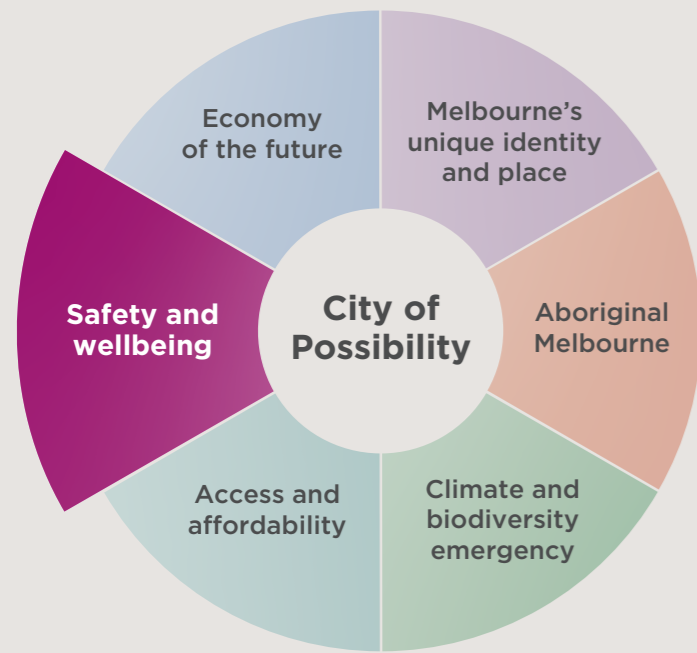 Economy
of the future
Melbourne's
unique identity
and place
Safety and
wellbeing
City of
Possibility
Aboriginal
Melbourne
Access and
affordability
Climate and
biodiversity
emergency